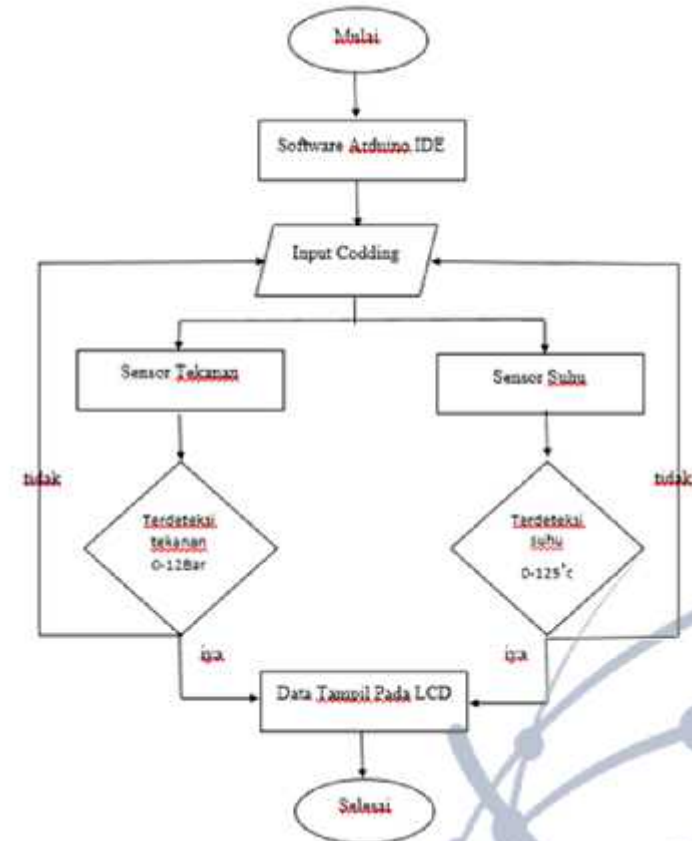 Mulai
Software Arduino IDE
Input Codding
Sensor Tekanan
Sensor Suhu
tidak
tidak
Terdeteksi
tekanan
0-12Bar
Terdeteksi
suhu
0-125°c
iya
iya
Data Tampil Pada LCD
Selesai